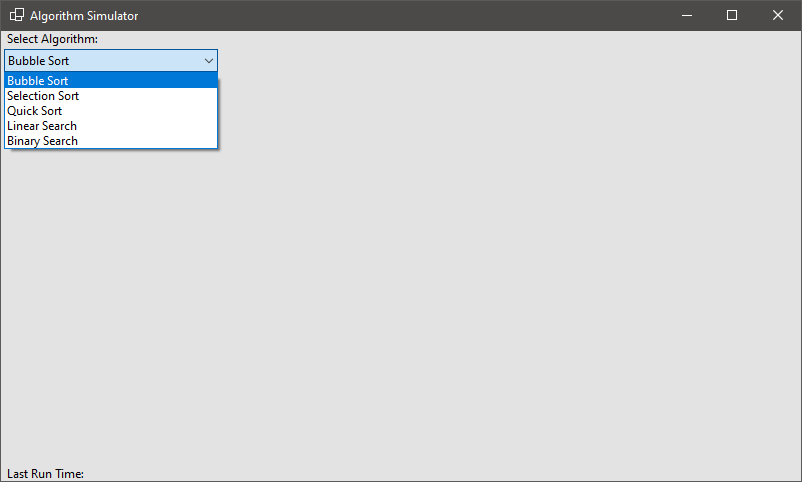 Algorithm Simulator
Select Algorithm:
Bubble Sort
Bubble Sort
Selection Sort
Quick Sort
Linear Search
Binary Search
Last Run Time: